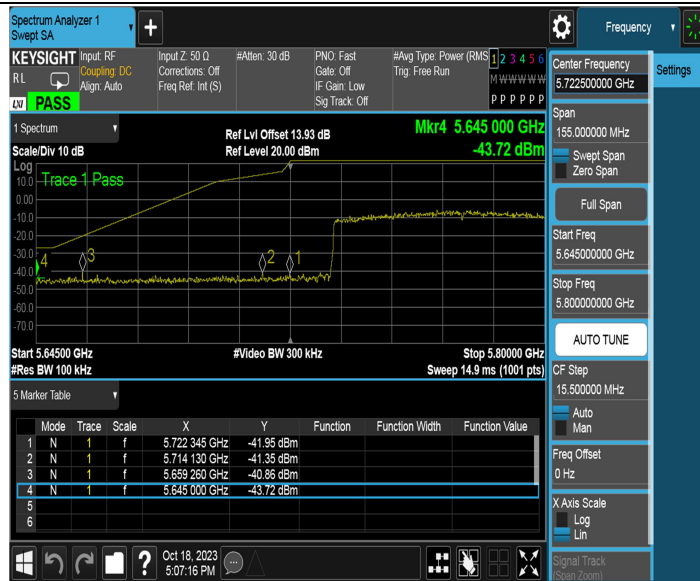 Spectrum Analyzer 1
Swept SA
+
Frequency
KEYSIGHT
RL
LXI PASS
Input: RF
Coupling: DC
Align: Auto
Input Z: 50 Ω
Corrections: Off
Freq Ref: Int (S)
#Atten: 30 dB
PNO: Fast
Gate: Off
IF Gain: Low
Sig Track: Off
#Avg Type: Power (RMS
Trig: Free Run
1 2 3 4 5 6
M W W W W W
P P P P P P
Center Frequency
5.722500000 GHz
Settings
Span
155.000000 MHz
Swept Span
Zero Span
Full Span
Start Freq
5.645000000 GHz
Stop Freq
5.800000000 GHz
AUTO TUNE
CF Step
15.500000 MHz
Auto
Man
Freq Offset
0 Hz
X Axis Scale
Log
Lin
Signal Track
(Span Zoom)
1 Spectrum
Scale/Div 10 dB
Ref Lvl Offset 13.93 dB
Ref Level 20.00 dBm
Mkr4 5.645 000 GHz
-43.72 dBm
Log
Trace 1 Pass
10.0
0.00
-10.0
-20.0
-30.0
-40.0
-50.0
-60.0
-70.0
4
3
2
1
Start 5.64500 GHz
#Video BW 300 kHz
Stop 5.80000 GHz
#Res BW 100 kHz
Sweep 14.9 ms (1001 pts)
5 Marker Table
Mode Trace Scale X Y Function Function Width Function Value
1 N 1 f 5.722 345 GHz -41.95 dBm
2 N 1 f 5.714 130 GHz -41.35 dBm
3 N 1 f 5.659 260 GHz -40.86 dBm
4 N 1 f 5.645 000 GHz -43.72 dBm
5
6
?
Oct 18, 2023
5:07:16 PM